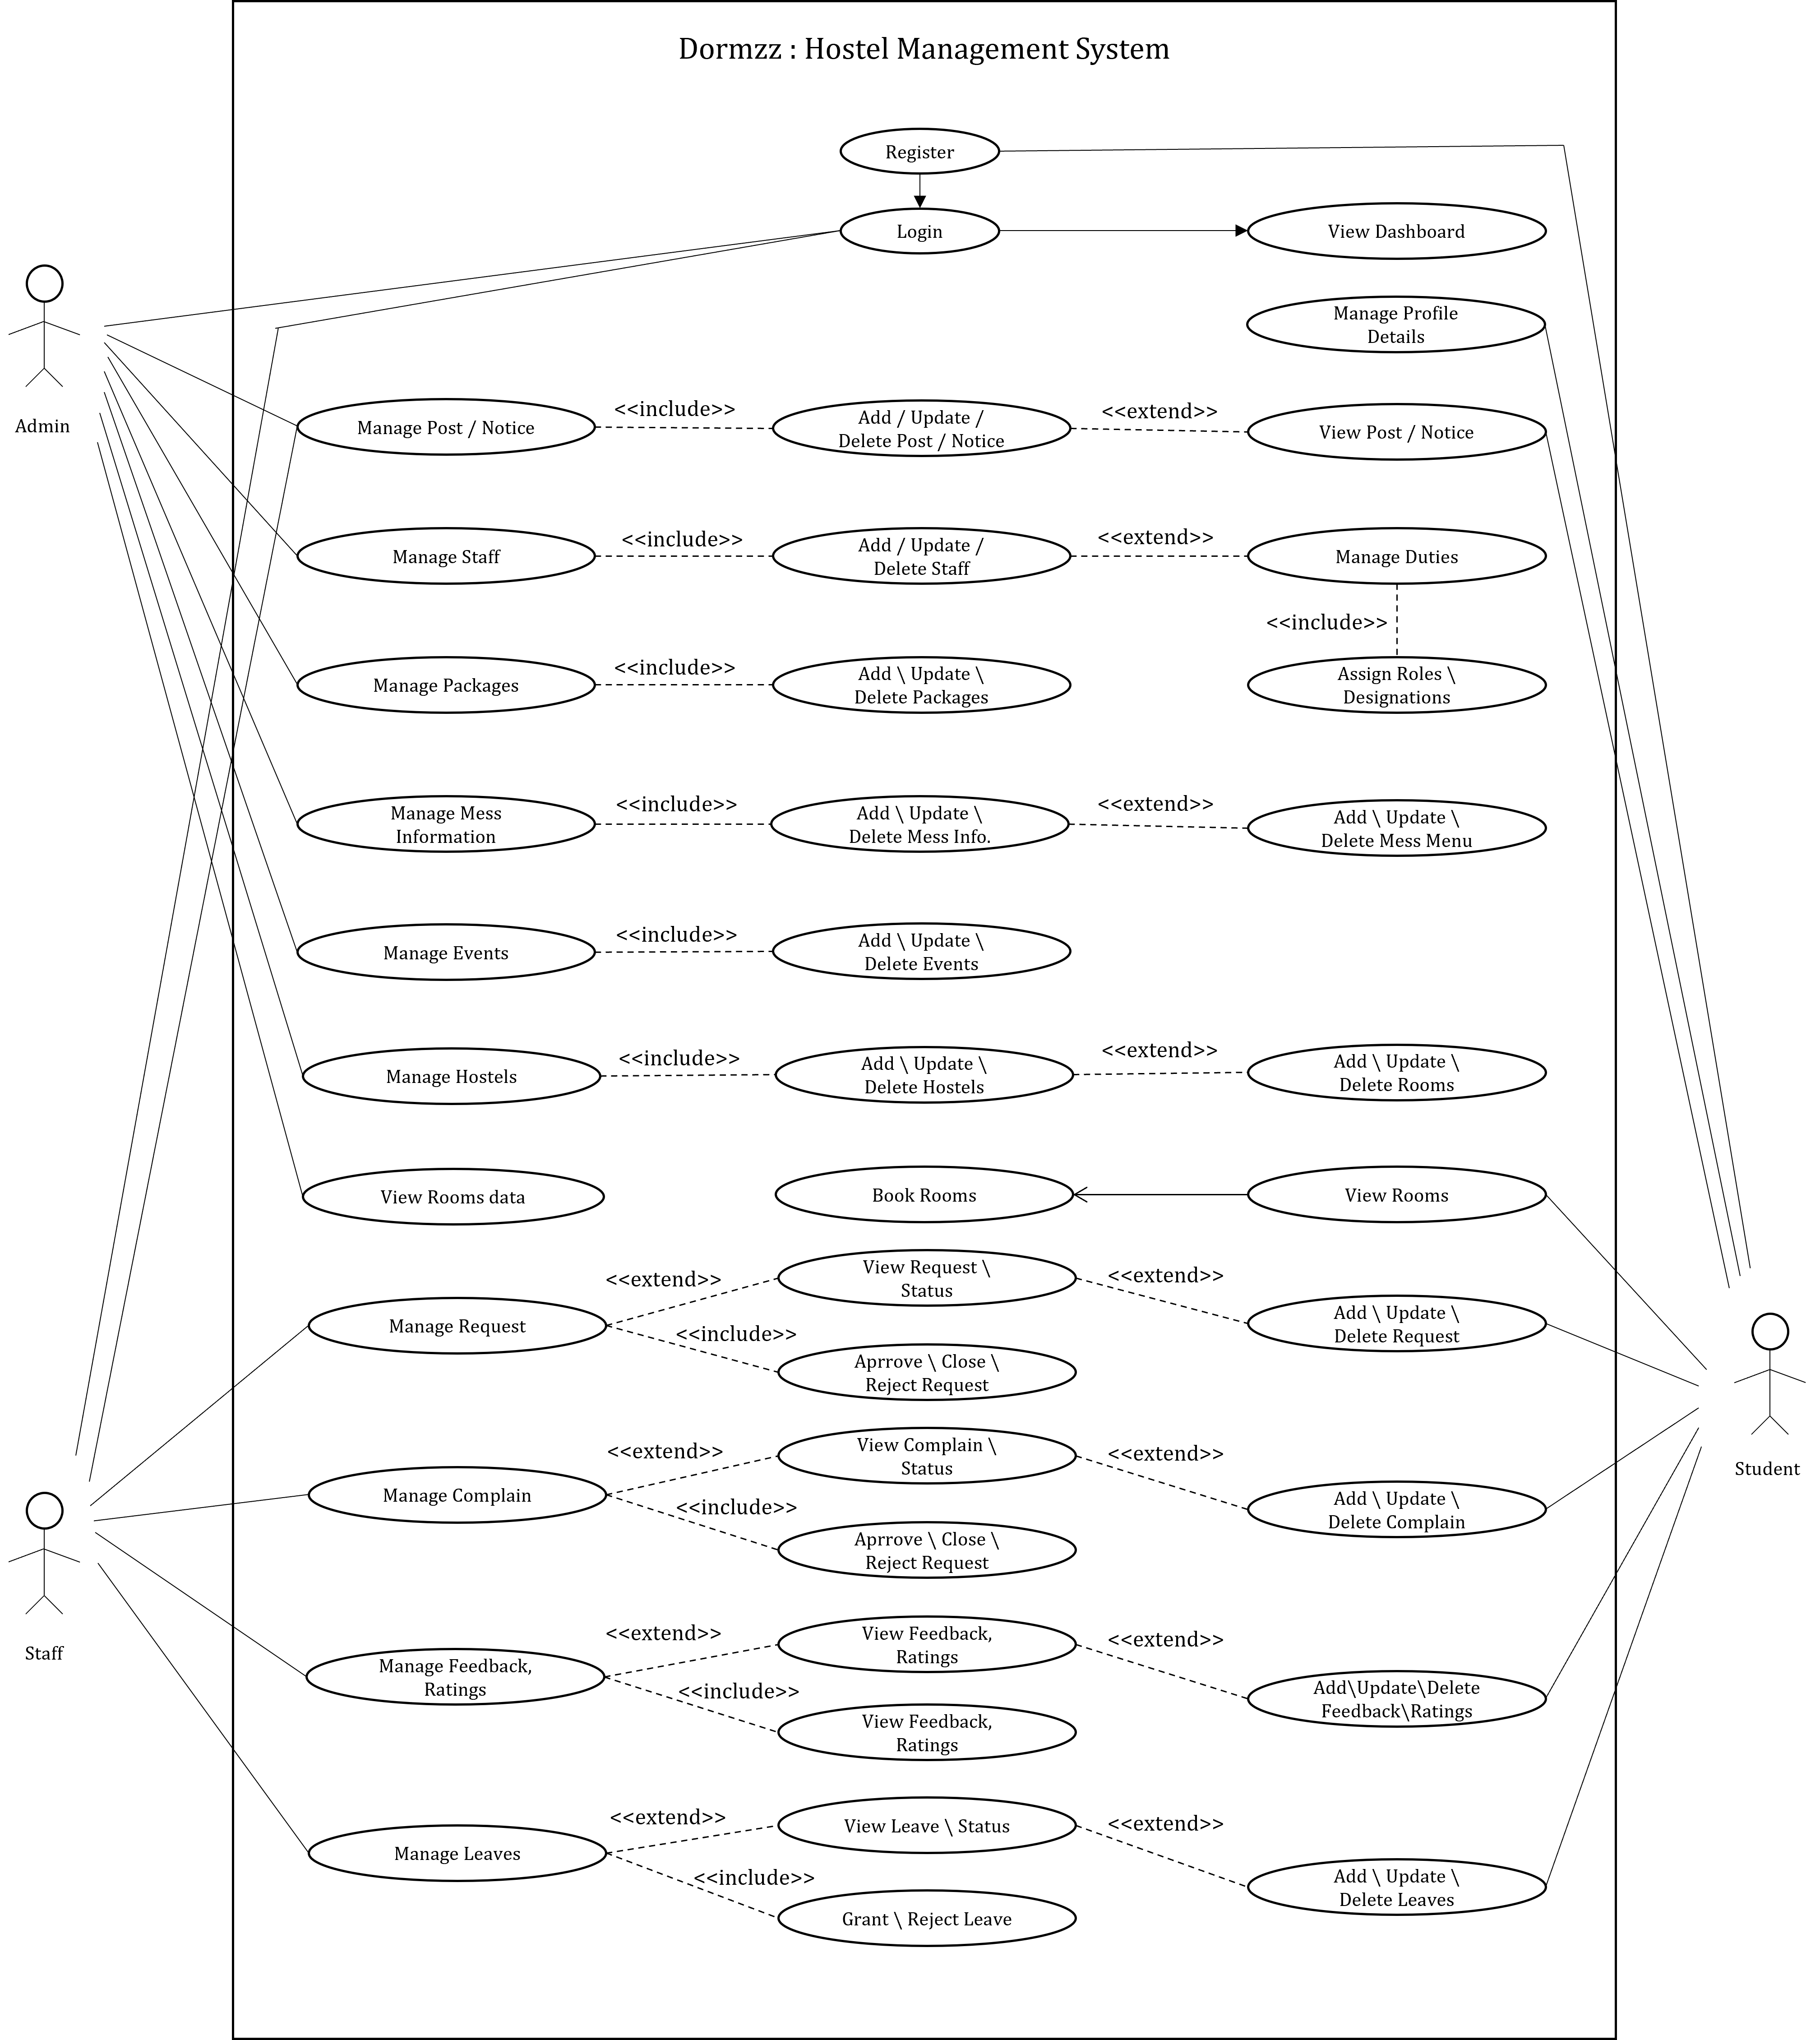 Dormzz : Hostel Management System
Register
Login
View Dashboard
Manage Profile
Details
Admin
Manage Post / Notice
<<include>>
Add / Update /
Delete Post / Notice
<<extend>>
View Post / Notice
Manage Staff
<<include>>
Add / Update /
Delete Staff
<<extend>>
Manage Duties
<<include>>
Manage Packages
<<include>>
Add \ Update \
Delete Packages
Assign Roles \
Designations
Manage Mess
Information
<<include>>
Add \ Update \
Delete Mess Info.
<<extend>>
Add \ Update \
Delete Mess Menu
Manage Events
<<include>>
Add \ Update \
Delete Events
Manage Hostels
<<include>>
Add \ Update \
Delete Hostels
<<extend>>
Add \ Update \
Delete Rooms
View Rooms data
Book Rooms
View Rooms
Manage Request
<<extend>>
View Request \
Status
<<extend>>
Add \ Update \
Delete Request
<<include>>
Aprrove \ Close \
Reject Request
Manage Complain
<<extend>>
View Complain \
Status
<<extend>>
Add \ Update \
Delete Complain
<<include>>
Aprrove \ Close \
Reject Request
Student
Staff
Manage Feedback,
Ratings
<<extend>>
View Feedback,
Ratings
<<extend>>
Add\Update\Delete
Feedback\Ratings
<<include>>
View Feedback,
Ratings
Manage Leaves
<<extend>>
View Leave \ Status
<<extend>>
Add \ Update \
Delete Leaves
<<include>>
Grant \ Reject Leave